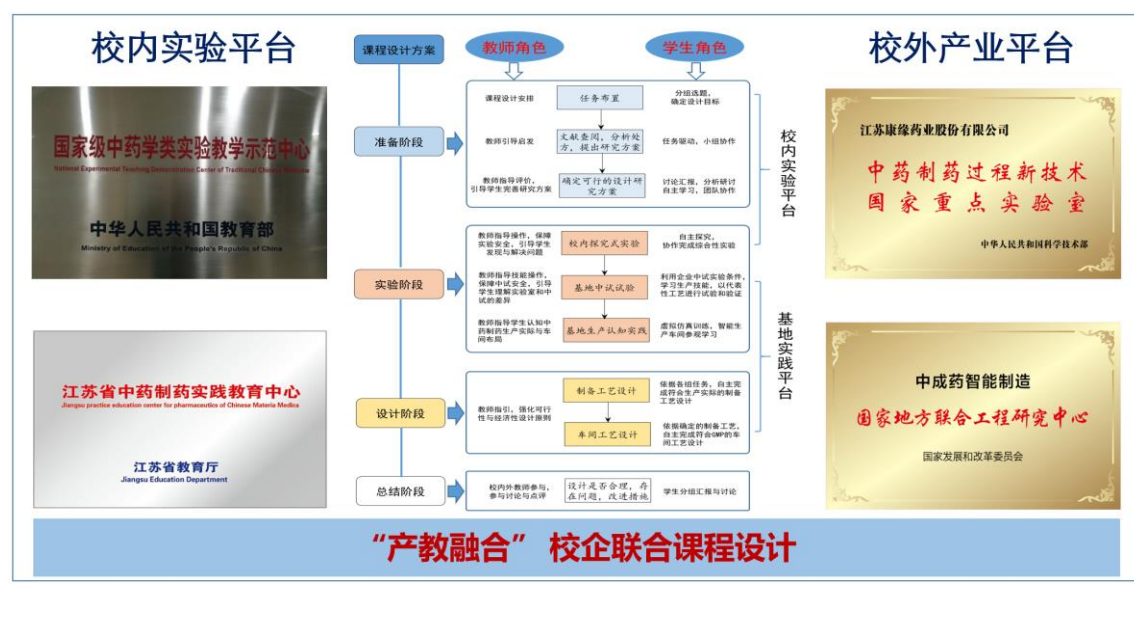 校内实验平台
国家级中药学类实验教学示范中心
National Experimental Teaching Demonstration Center of Traditional Chinese Medicine
中华人民共和国教育部
Ministry of Education of the People's Republic of China
江苏省中药制药实践教育中心
Jiangsu practice education center for pharmaceutics of Chinese Materia Medica
江苏省教育厅
Jiangsu Education Department
课程设计方案
教师角色
学生角色
课程设计安排
任务布置
分组选题,
确定设计目标
准备阶段
教师引导启发
文献查阅, 分析处
方, 提出研究方案
任务驱动, 小组协作
教师指导评价,
引导学生完善研究方案
确定可行的设计研
究方案
讨论汇报, 分析研讨
自主学习, 团队协作
校内实验平台
教师指导操作, 保障
实验安全, 引导学生
发现与解决问题
校内探究式实验
自主探究,
协作完成综合性实验
实验阶段
教师指导技能操作,
保障中试安全, 引导
学生理解实验室和中
试的差异
基地中试试验
利用企业中试实验条件,
学习生产技能, 以代表
性工艺进行试验和验证
教师指导学生认知中
药制药生产实际与车
间布局
基地生产认知实践
虚拟仿真训练, 智能生
产车间参观学习
基地实践平台
设计阶段
教师指引, 强化可行
性与经济性设计原则
制备工艺设计
依据各组任务, 自主完
成符合生产实际的制备
工艺设计
车间工艺设计
依据确定的制备工艺,
自主完成符合GMP的车
间工艺设计
总结阶段
校内外教师参与,
参与讨论与点评
设计是否合理, 存
在问题, 改进措施
学生分组汇报与讨论
校外产业平台
江苏康缘药业股份有限公司
中药制药过程新技术
国家重点实验室
中华人民共和国科学技术部
中成药智能制造
国家地方联合工程研究中心
国家发展和改革委员会
“产教融合” 校企联合课程设计